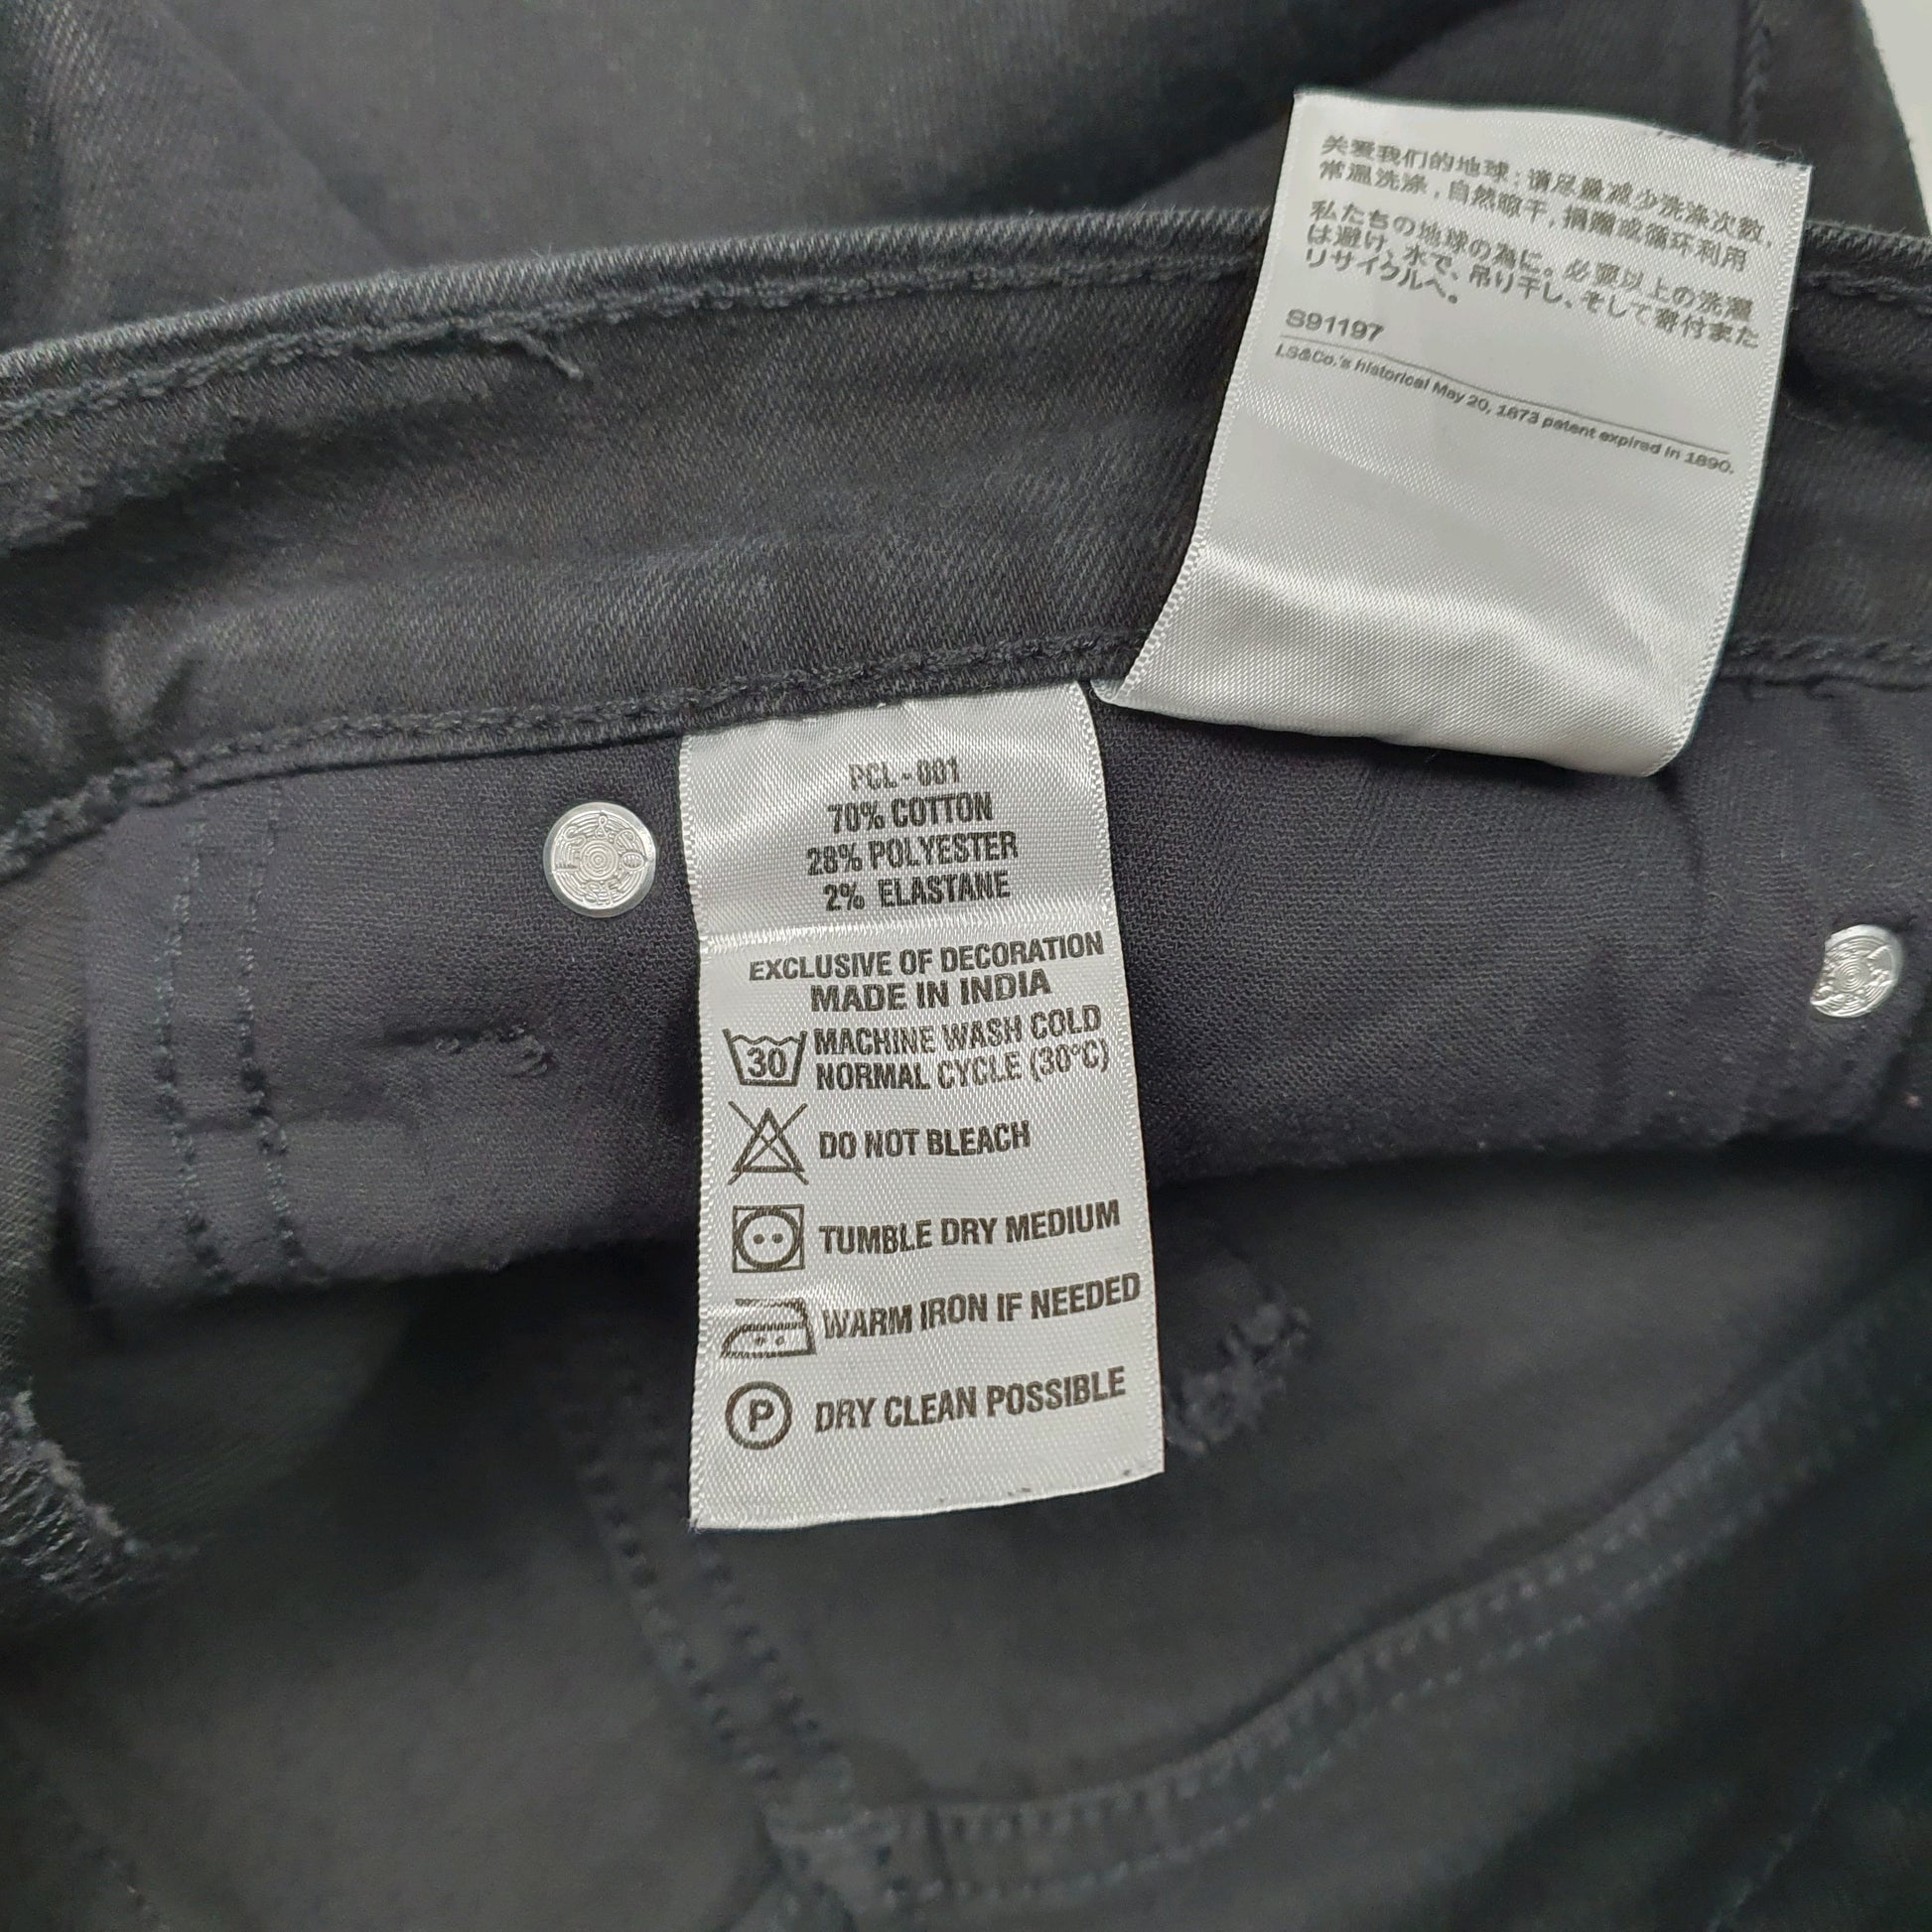 关爱我们的地球：请尽量减少洗涤次数，
常温洗涤，自然晾干，捐赠或循环利用
私たちの地球の為に。必要以上の洗濯
は避け、水で、吊り干し、そして寄付また
リサイクルへ。
S91197
LS&Co.'s historical May 20, 1873 patent expired in 1890.
PCL-001
70% COTTON
28% POLYESTER
2% ELASTANE
EXCLUSIVE OF DECORATION
MADE IN INDIA
30 MACHINE WASH COLD
NORMAL CYCLE (30°C)
DO NOT BLEACH
TUMBLE DRY MEDIUM
WARM IRON IF NEEDED
P DRY CLEAN POSSIBLE